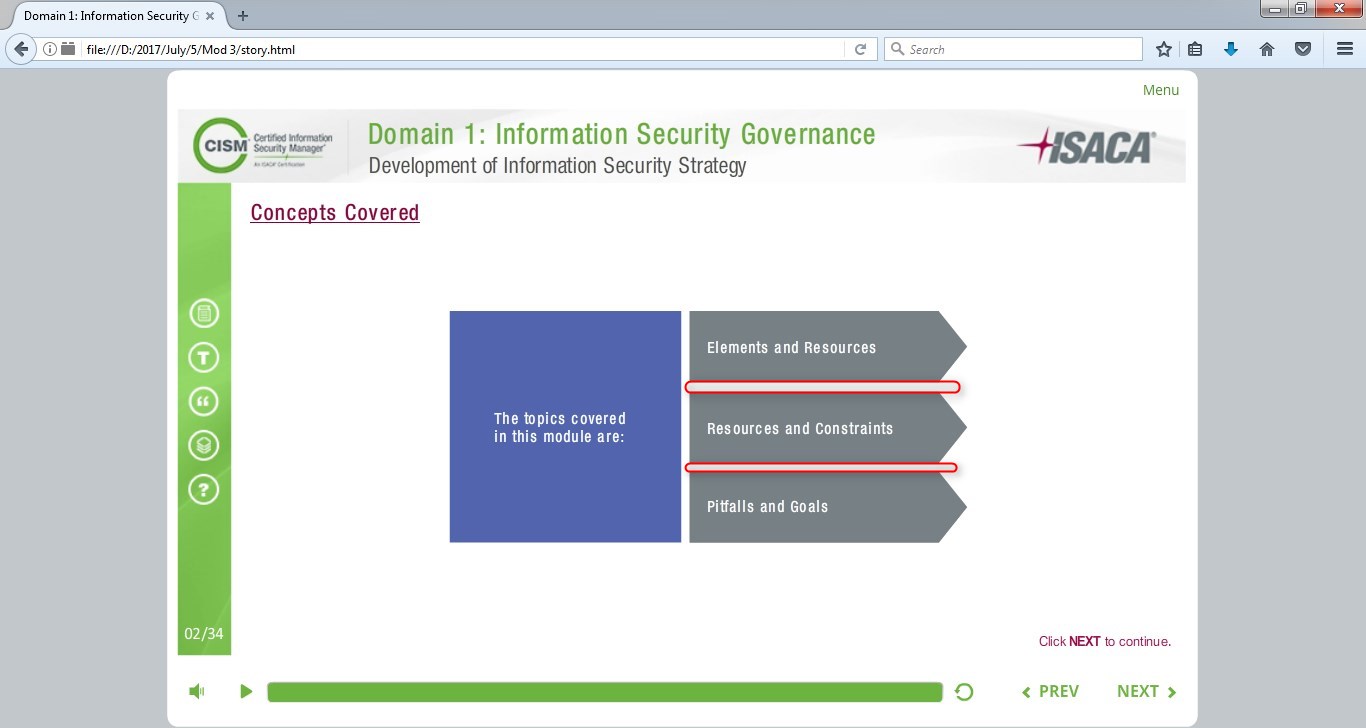 Domain 1: Information Security G
file:///D:/2017/July/5/Mod 3/story.html
Search
Menu
CISM
Certified Information
Security Manager®
An ISACA® Certification
Domain 1: Information Security Governance
Development of Information Security Strategy
ISACA®
Concepts Covered
The topics covered
in this module are:
Elements and Resources
Resources and Constraints
Pitfalls and Goals
02/34
Click NEXT to continue.
PREV
NEXT